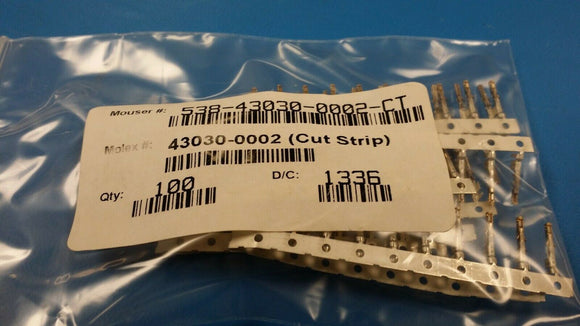 Mouser #: 538-43030-0002-CT
Molex #: 43030-0002 (Cut Strip)
Qty: 100 D/C: 1336